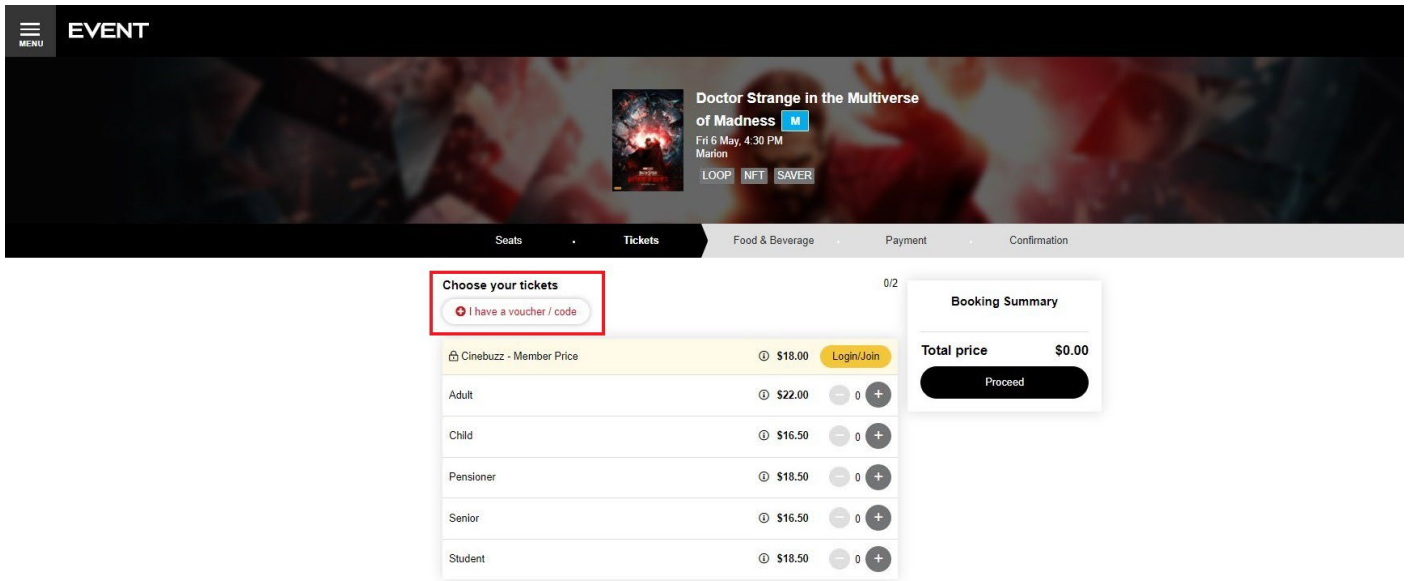 MENU
EVENT
Doctor Strange in the Multiverse
of Madness M
Fri 6 May, 4:30 PM
Marion
LOOP NFT SAVER
Seats
Tickets
Food & Beverage
Payment
Confirmation
Choose your tickets
0/2
I have a voucher / code
Cinebuzz - Member Price $18.00 Login/Join
Adult $22.00 0
Child $16.50 0
Pensioner $18.50 0
Senior $16.50 0
Student $18.50 0
Booking Summary
Total price $0.00
Proceed